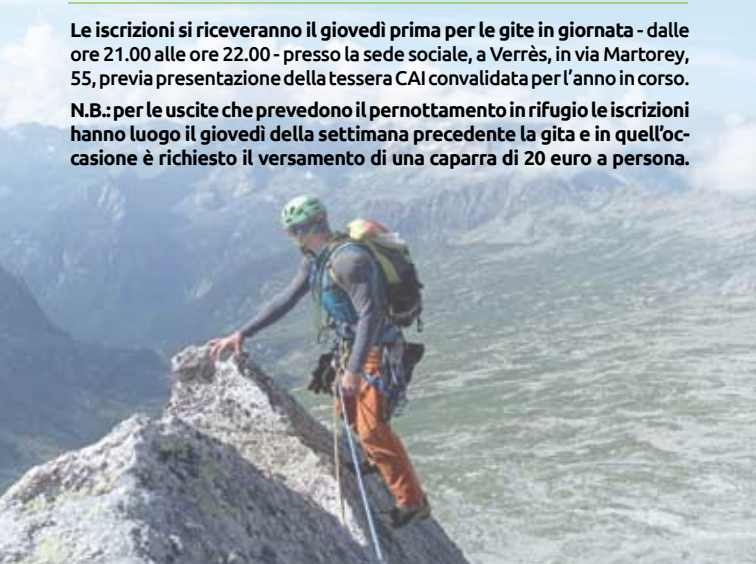 Le iscrizioni si riceveranno il giovedì prima per le gite in giornata - dalle
ore 21.00 alle ore 22.00 - presso la sede sociale, a Verrès, in via Martorey,
55, previa presentazione della tessera CAI convalidata per l'anno in corso.
N.B.: per le uscite che prevedono il pernottamento in rifugio le iscrizioni
hanno luogo il giovedì della settimana precedente la gita e in quell'oc-
casione è richiesto il versamento di una caparra di 20 euro a persona.